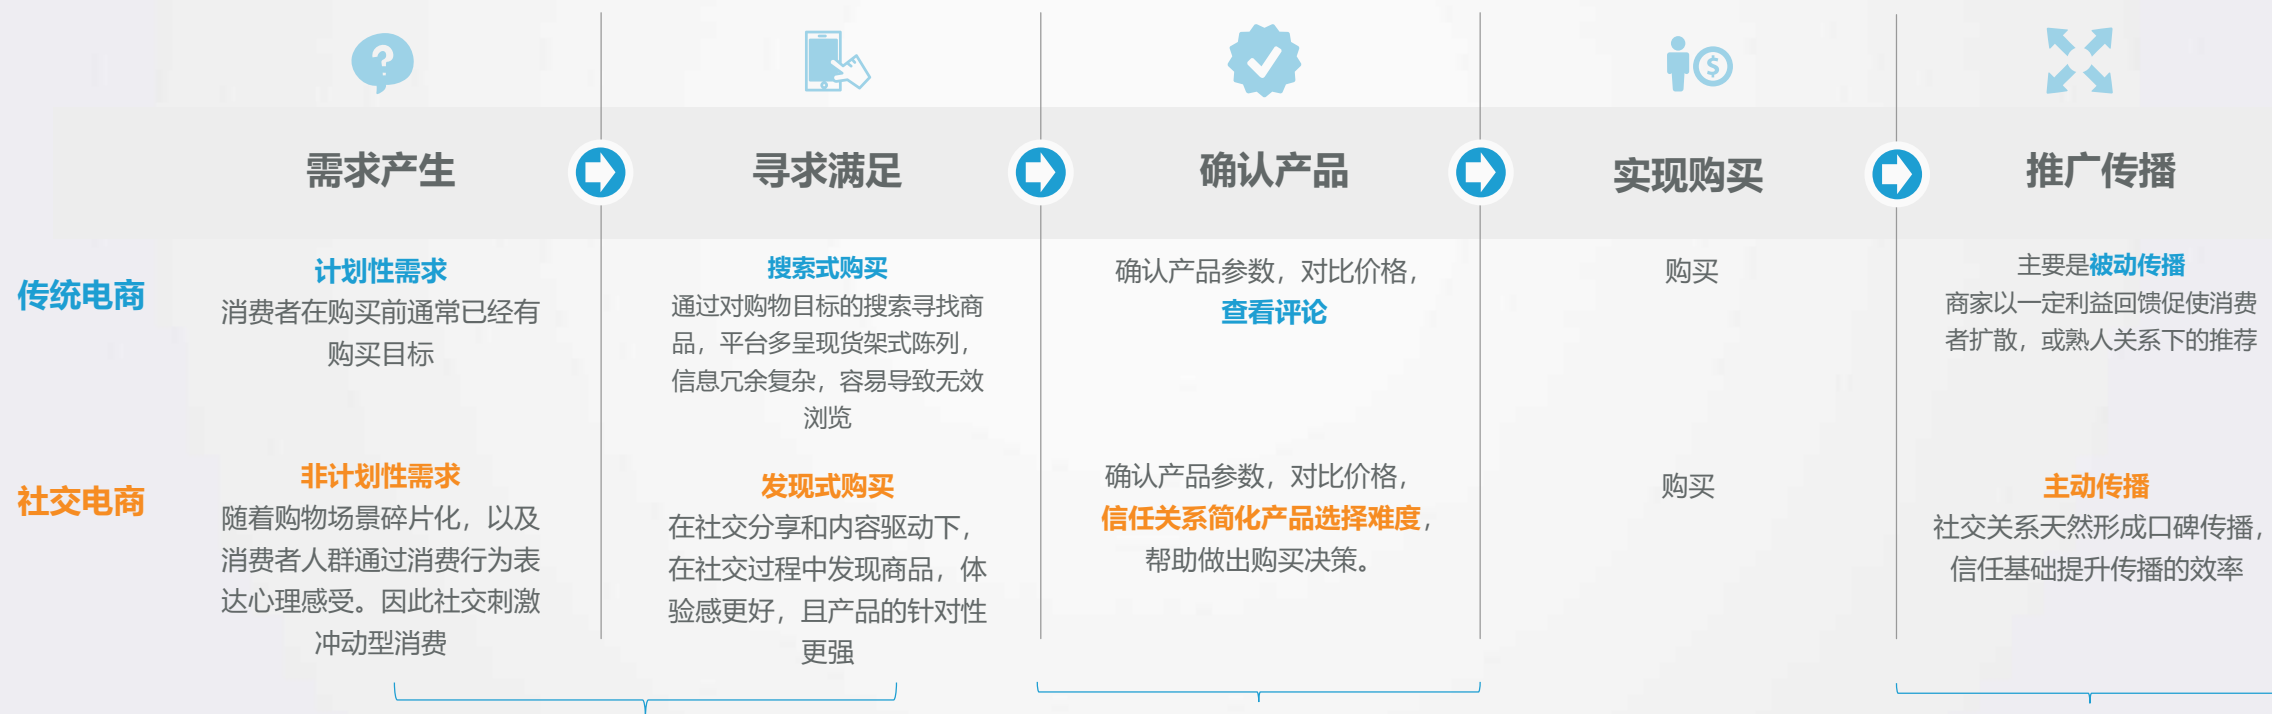 需求产生
寻求满足
确认产品
实现购买
推广传播
传统电商
计划性需求
消费者在购买前通常已经有
购买目标
搜索式购买
通过对购物目标的搜索寻找商
品，平台多呈现货架式陈列，
信息冗余复杂，容易导致无效
浏览
确认产品参数，对比价格，
查看评论
购买
主要是被动传播
商家以一定利益回馈促使消费
者扩散，或熟人关系下的推荐
社交电商
非计划性需求
随着购物场景碎片化，以及
消费者人群通过消费行为表
达心理感受。因此社交刺激
冲动型消费
发现式购买
在社交分享和内容驱动下，
在社交过程中发现商品，体
验感更好，且产品的针对性
更强
确认产品参数，对比价格，
信任关系简化产品选择难度，
帮助做出购买决策。
购买
主动传播
社交关系天然形成口碑传播，
信任基础提升传播的效率